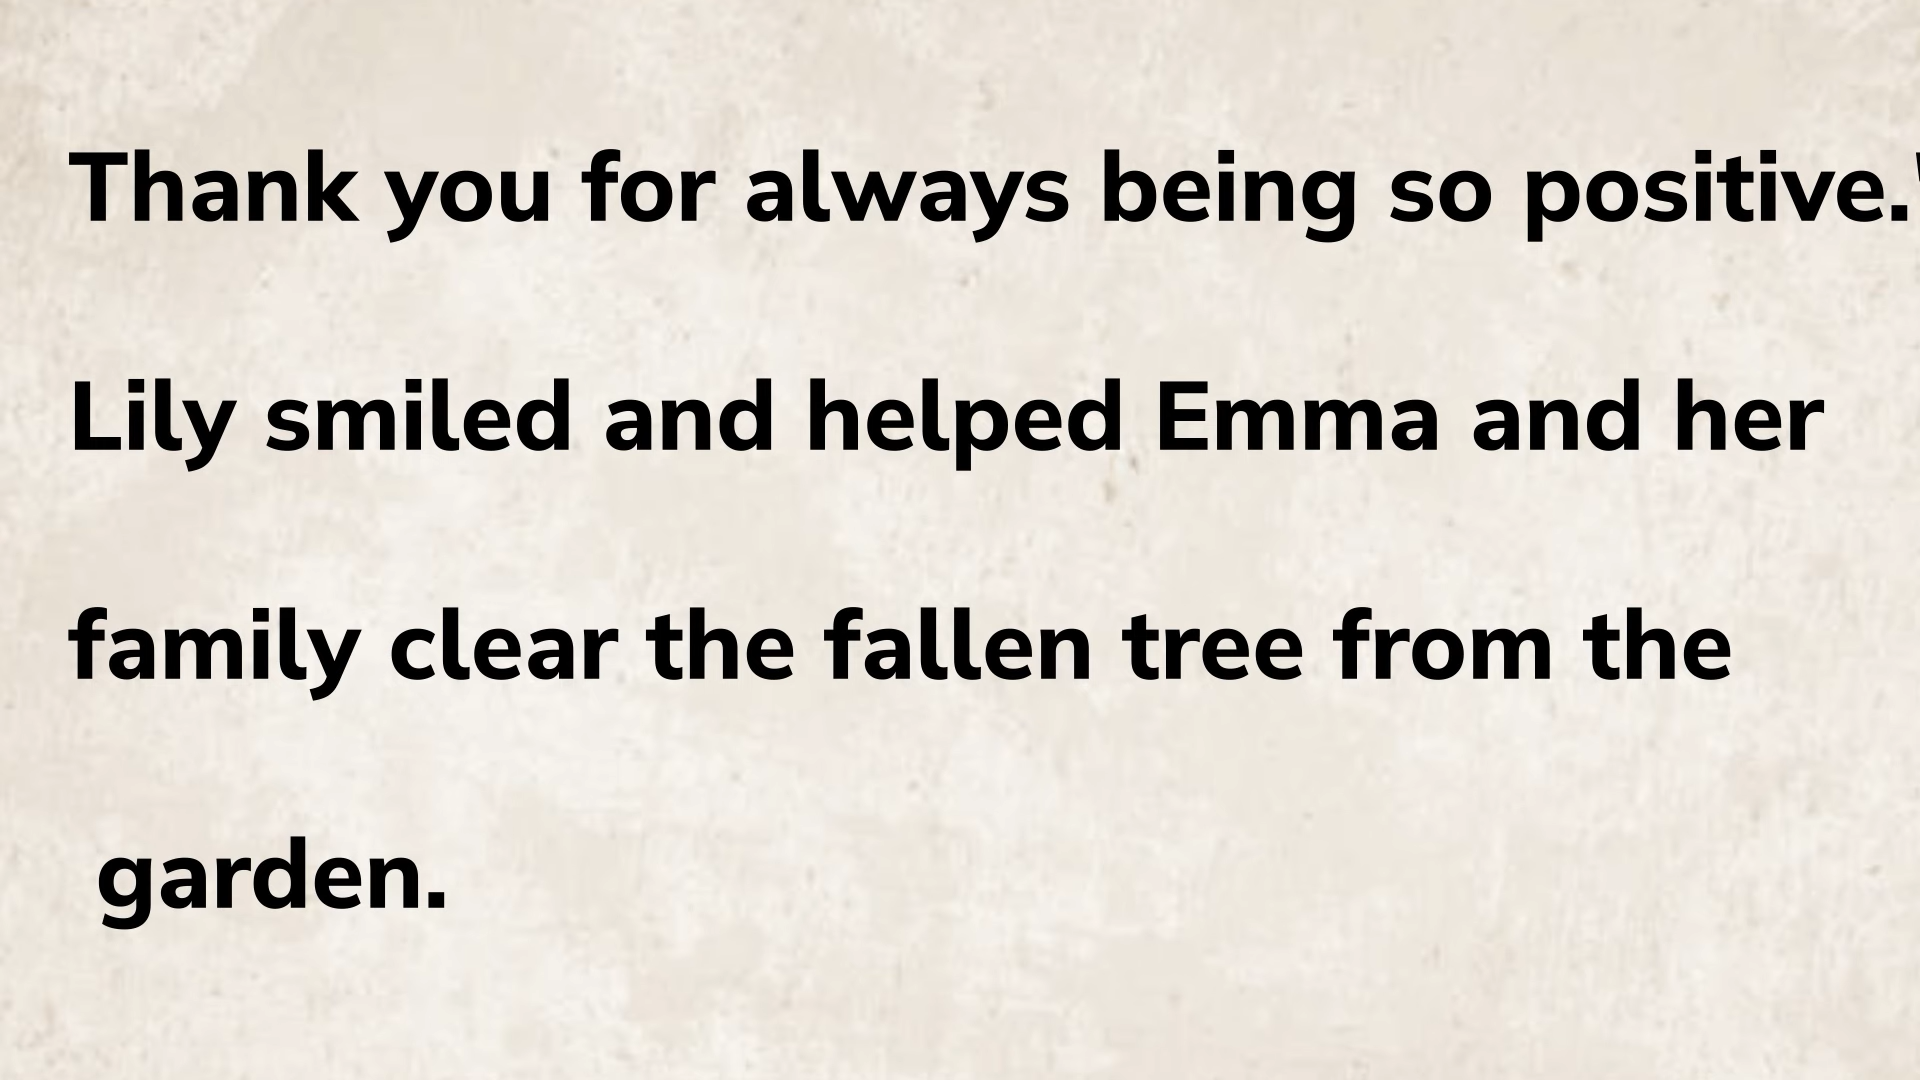 Thank you for always being so positive."
Lily smiled and helped Emma and her
family clear the fallen tree from the
garden.